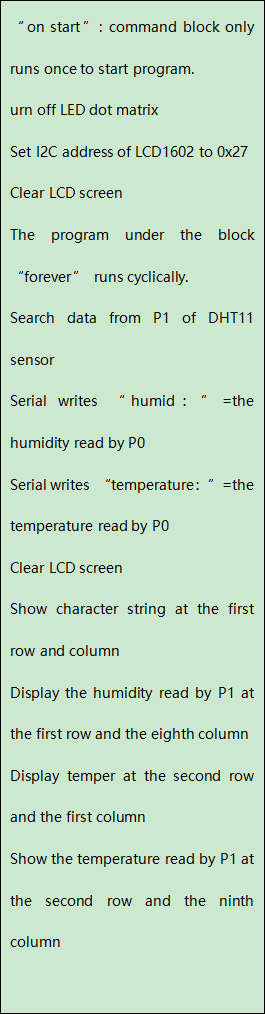 “on start”: command block only
runs once to start program.
urn off LED dot matrix
Set I2C address of LCD1602 to 0x27
Clear LCD screen
The program under the block
“forever” runs cyclically.
Search data from P1 of DHT11
sensor
Serial writes “humid：” =the
humidity read by P0
Serial writes “temperature：”=the
temperature read by P0
Clear LCD screen
Show character string at the first
row and column
Display the humidity read by P1 at
the first row and the eighth column
Display temper at the second row
and the first column
Show the temperature read by P1 at
the second row and the ninth
column